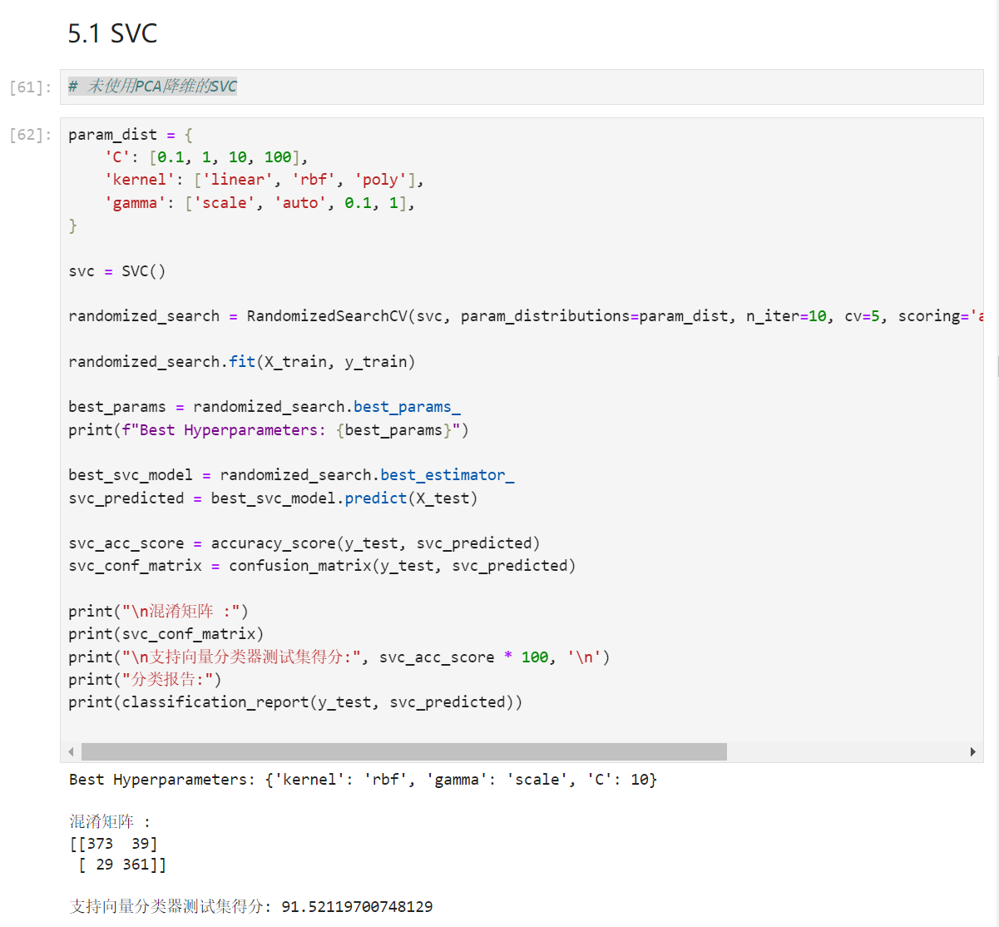 5.1 SVC
[61]:
# 未使用PCA降维的SVC
[62]:
param_dist = {
    'C': [0.1, 1, 10, 100],
    'kernel': ['linear', 'rbf', 'poly'],
    'gamma': ['scale', 'auto', 0.1, 1],
}
svc = SVC()
randomized_search = RandomizedSearchCV(svc, param_distributions=param_dist, n_iter=10, cv=5, scoring='a
randomized_search.fit(X_train, y_train)
best_params = randomized_search.best_params_
print(f"Best Hyperparameters: {best_params}")
best_svc_model = randomized_search.best_estimator_
svc_predicted = best_svc_model.predict(X_test)
svc_acc_score = accuracy_score(y_test, svc_predicted)
svc_conf_matrix = confusion_matrix(y_test, svc_predicted)
print("\n混淆矩阵 :")
print(svc_conf_matrix)
print("\n支持向量分类器测试集得分:", svc_acc_score * 100, '\n')
print("分类报告:")
print(classification_report(y_test, svc_predicted))
Best Hyperparameters: {'kernel': 'rbf', 'gamma': 'scale', 'C': 10}
混淆矩阵 :
[[373  39]
 [ 29 361]]
支持向量分类器测试集得分: 91.52119700748129